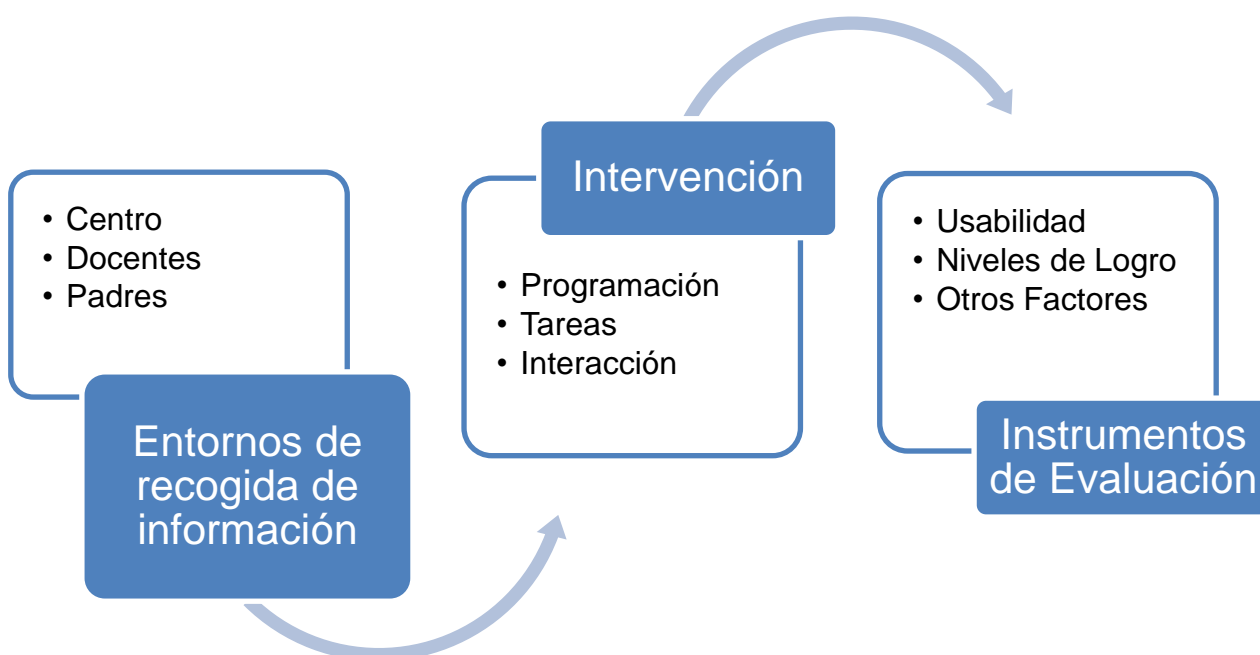 • Centro
• Docentes
• Padres
Entornos de
recogida de
información
Intervención
• Programación
• Tareas
• Interacción
• Usabilidad
• Niveles de Logro
• Otros Factores
Instrumentos
de Evaluación